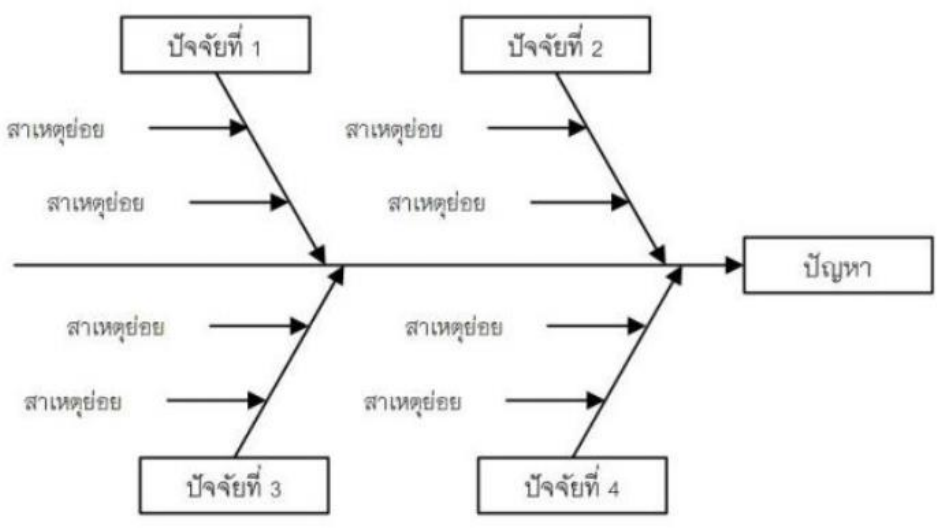 ปัจจัยที่ 1
ปัจจัยที่ 2
สาเหตุย่อย
สาเหตุย่อย
สาเหตุย่อย
สาเหตุย่อย
ปัญหา
สาเหตุย่อย
สาเหตุย่อย
สาเหตุย่อย
สาเหตุย่อย
ปัจจัยที่ 3
ปัจจัยที่ 4